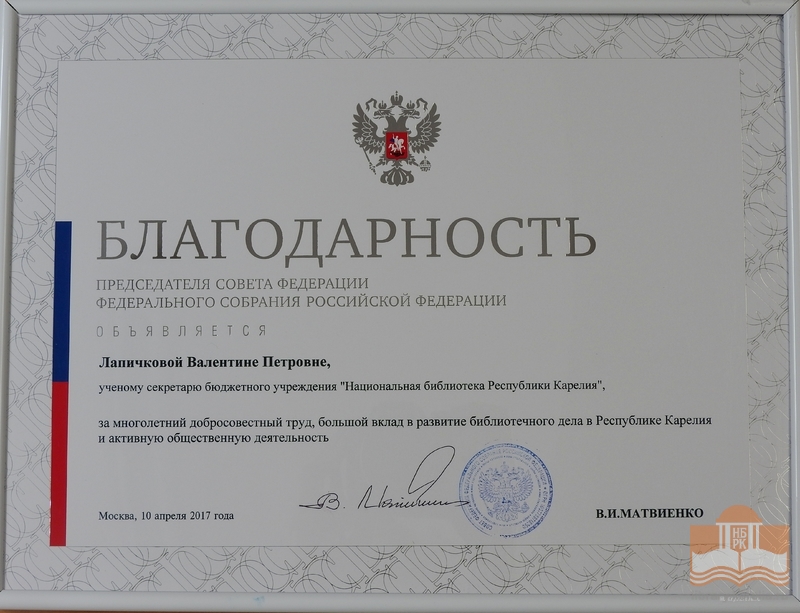 БЛАГОДАРНОСТЬ
ПРЕДСЕДАТЕЛЯ СОВЕТА ФЕДЕРАЦИИ
ФЕДЕРАЛЬНОГО СОБРАНИЯ РОССИЙСКОЙ ФЕДЕРАЦИИ
ОБЪЯВЛЯЕТСЯ
Лапичковой Валентине Петровне,
ученому секретарю бюджетного учреждения "Национальная библиотека Республики Карелия",
за многолетний добросовестный труд, большой вклад в развитие библиотечного дела в Республике Карелия
и активную общественную деятельность
Москва, 10 апреля 2017 года
В.И.МАТВИЕНКО
НБ
РК